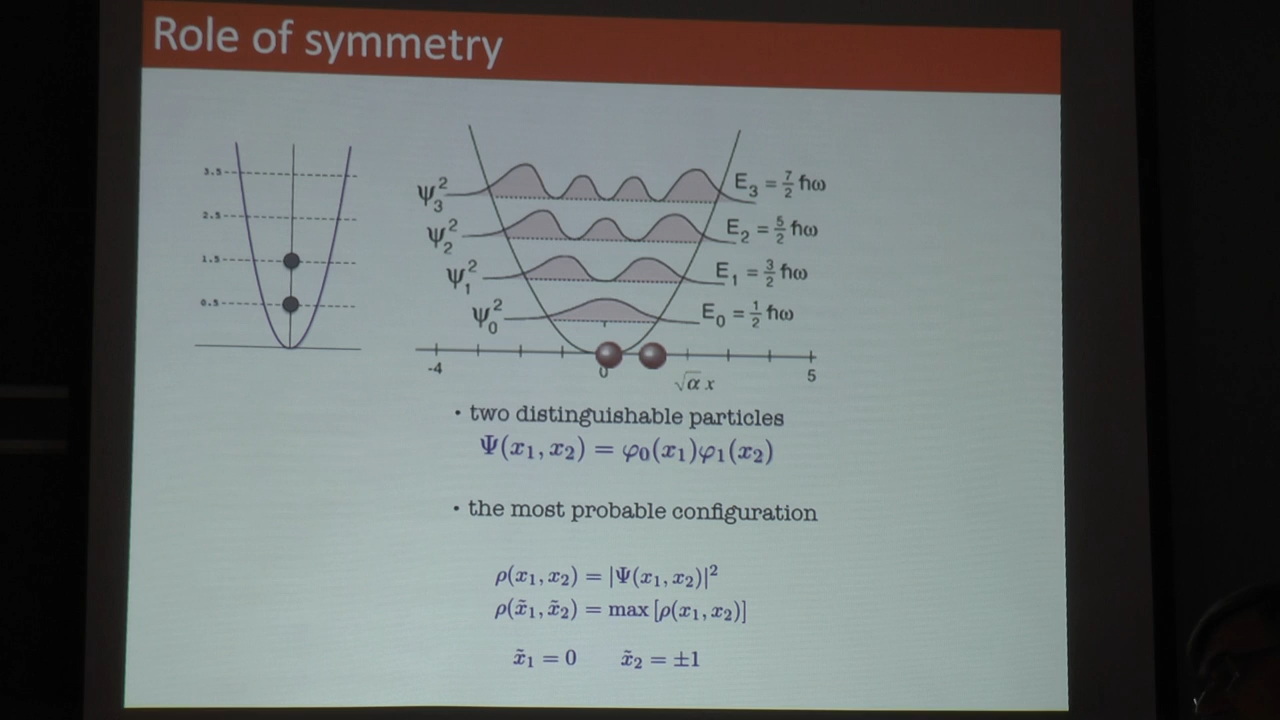 Role of symmetry
3.5
2.5
1.5
0.5
ψ₃² E₃ = 7/2 ħω
ψ₂² E₂ = 5/2 ħω
ψ₁² E₁ = 3/2 ħω
ψ₀² E₀ = 1/2 ħω
-4 0 5
√α x
• two distinguishable particles
Ψ(x₁, x₂) = φ₀(x₁)φ₁(x₂)
• the most probable configuration
ρ(x₁, x₂) = |Ψ(x₁, x₂)|²
ρ(x̃₁, x̃₂) = max [ρ(x₁, x₂)]
x̃₁ = 0 x̃₂ = ±1